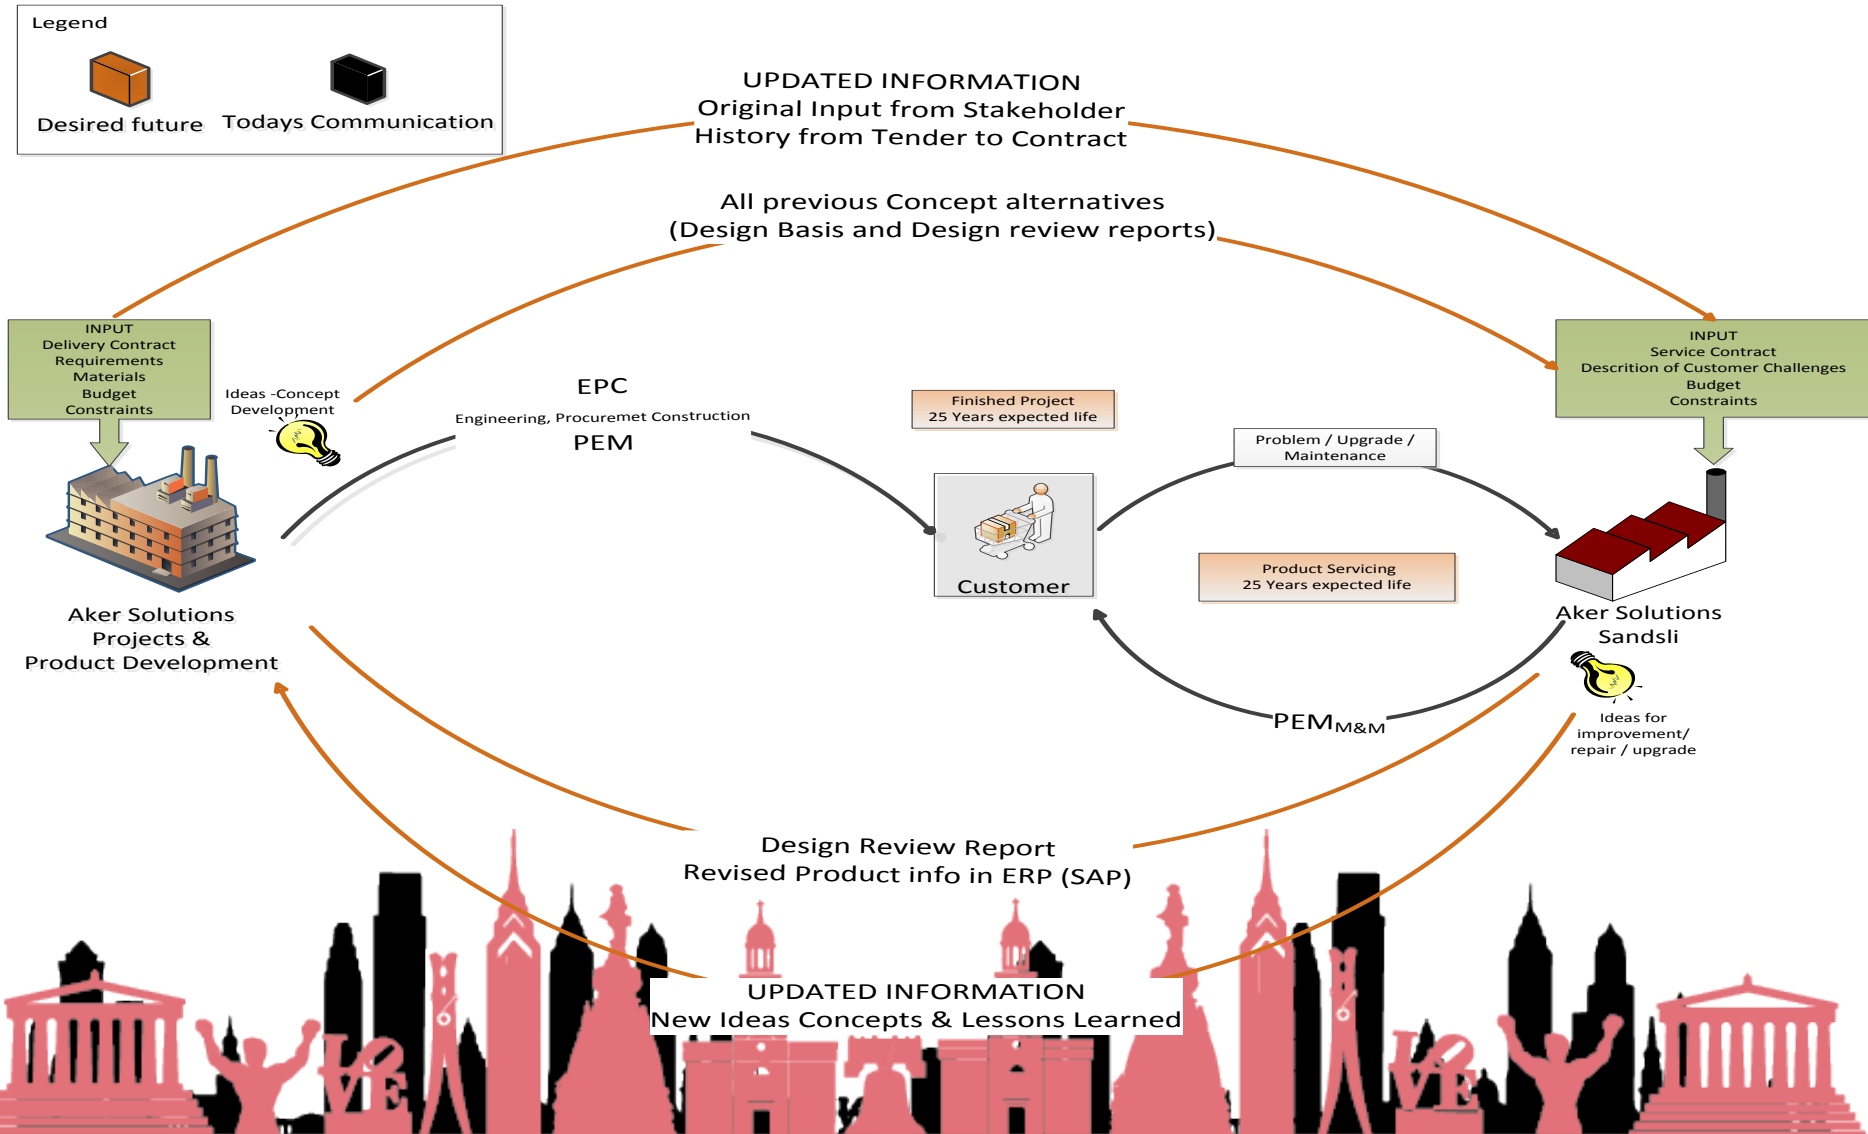 Legend
Desired future
Todays Communication
UPDATED INFORMATION
Original Input from Stakeholder
History from Tender to Contract
All previous Concept alternatives
(Design Basis and Design review reports)
INPUT
Delivery Contract
Requirements
Materials
Budget
Constraints
Ideas -Concept
Development
EPC
Engineering, Procuremet Construction
PEM
Finished Project
25 Years expected life
Problem / Upgrade /
Maintenance
INPUT
Service Contract
Descrition of Customer Challenges
Budget
Constraints
Customer
Product Servicing
25 Years expected life
Aker Solutions
Projects &
Product Development
Aker Solutions
Sandsli
PEMM&M
Ideas for
improvement/
repair / upgrade
Design Review Report
Revised Product info in ERP (SAP)
UPDATED INFORMATION
New Ideas Concepts & Lessons Learned
LO
VE
LO
VE